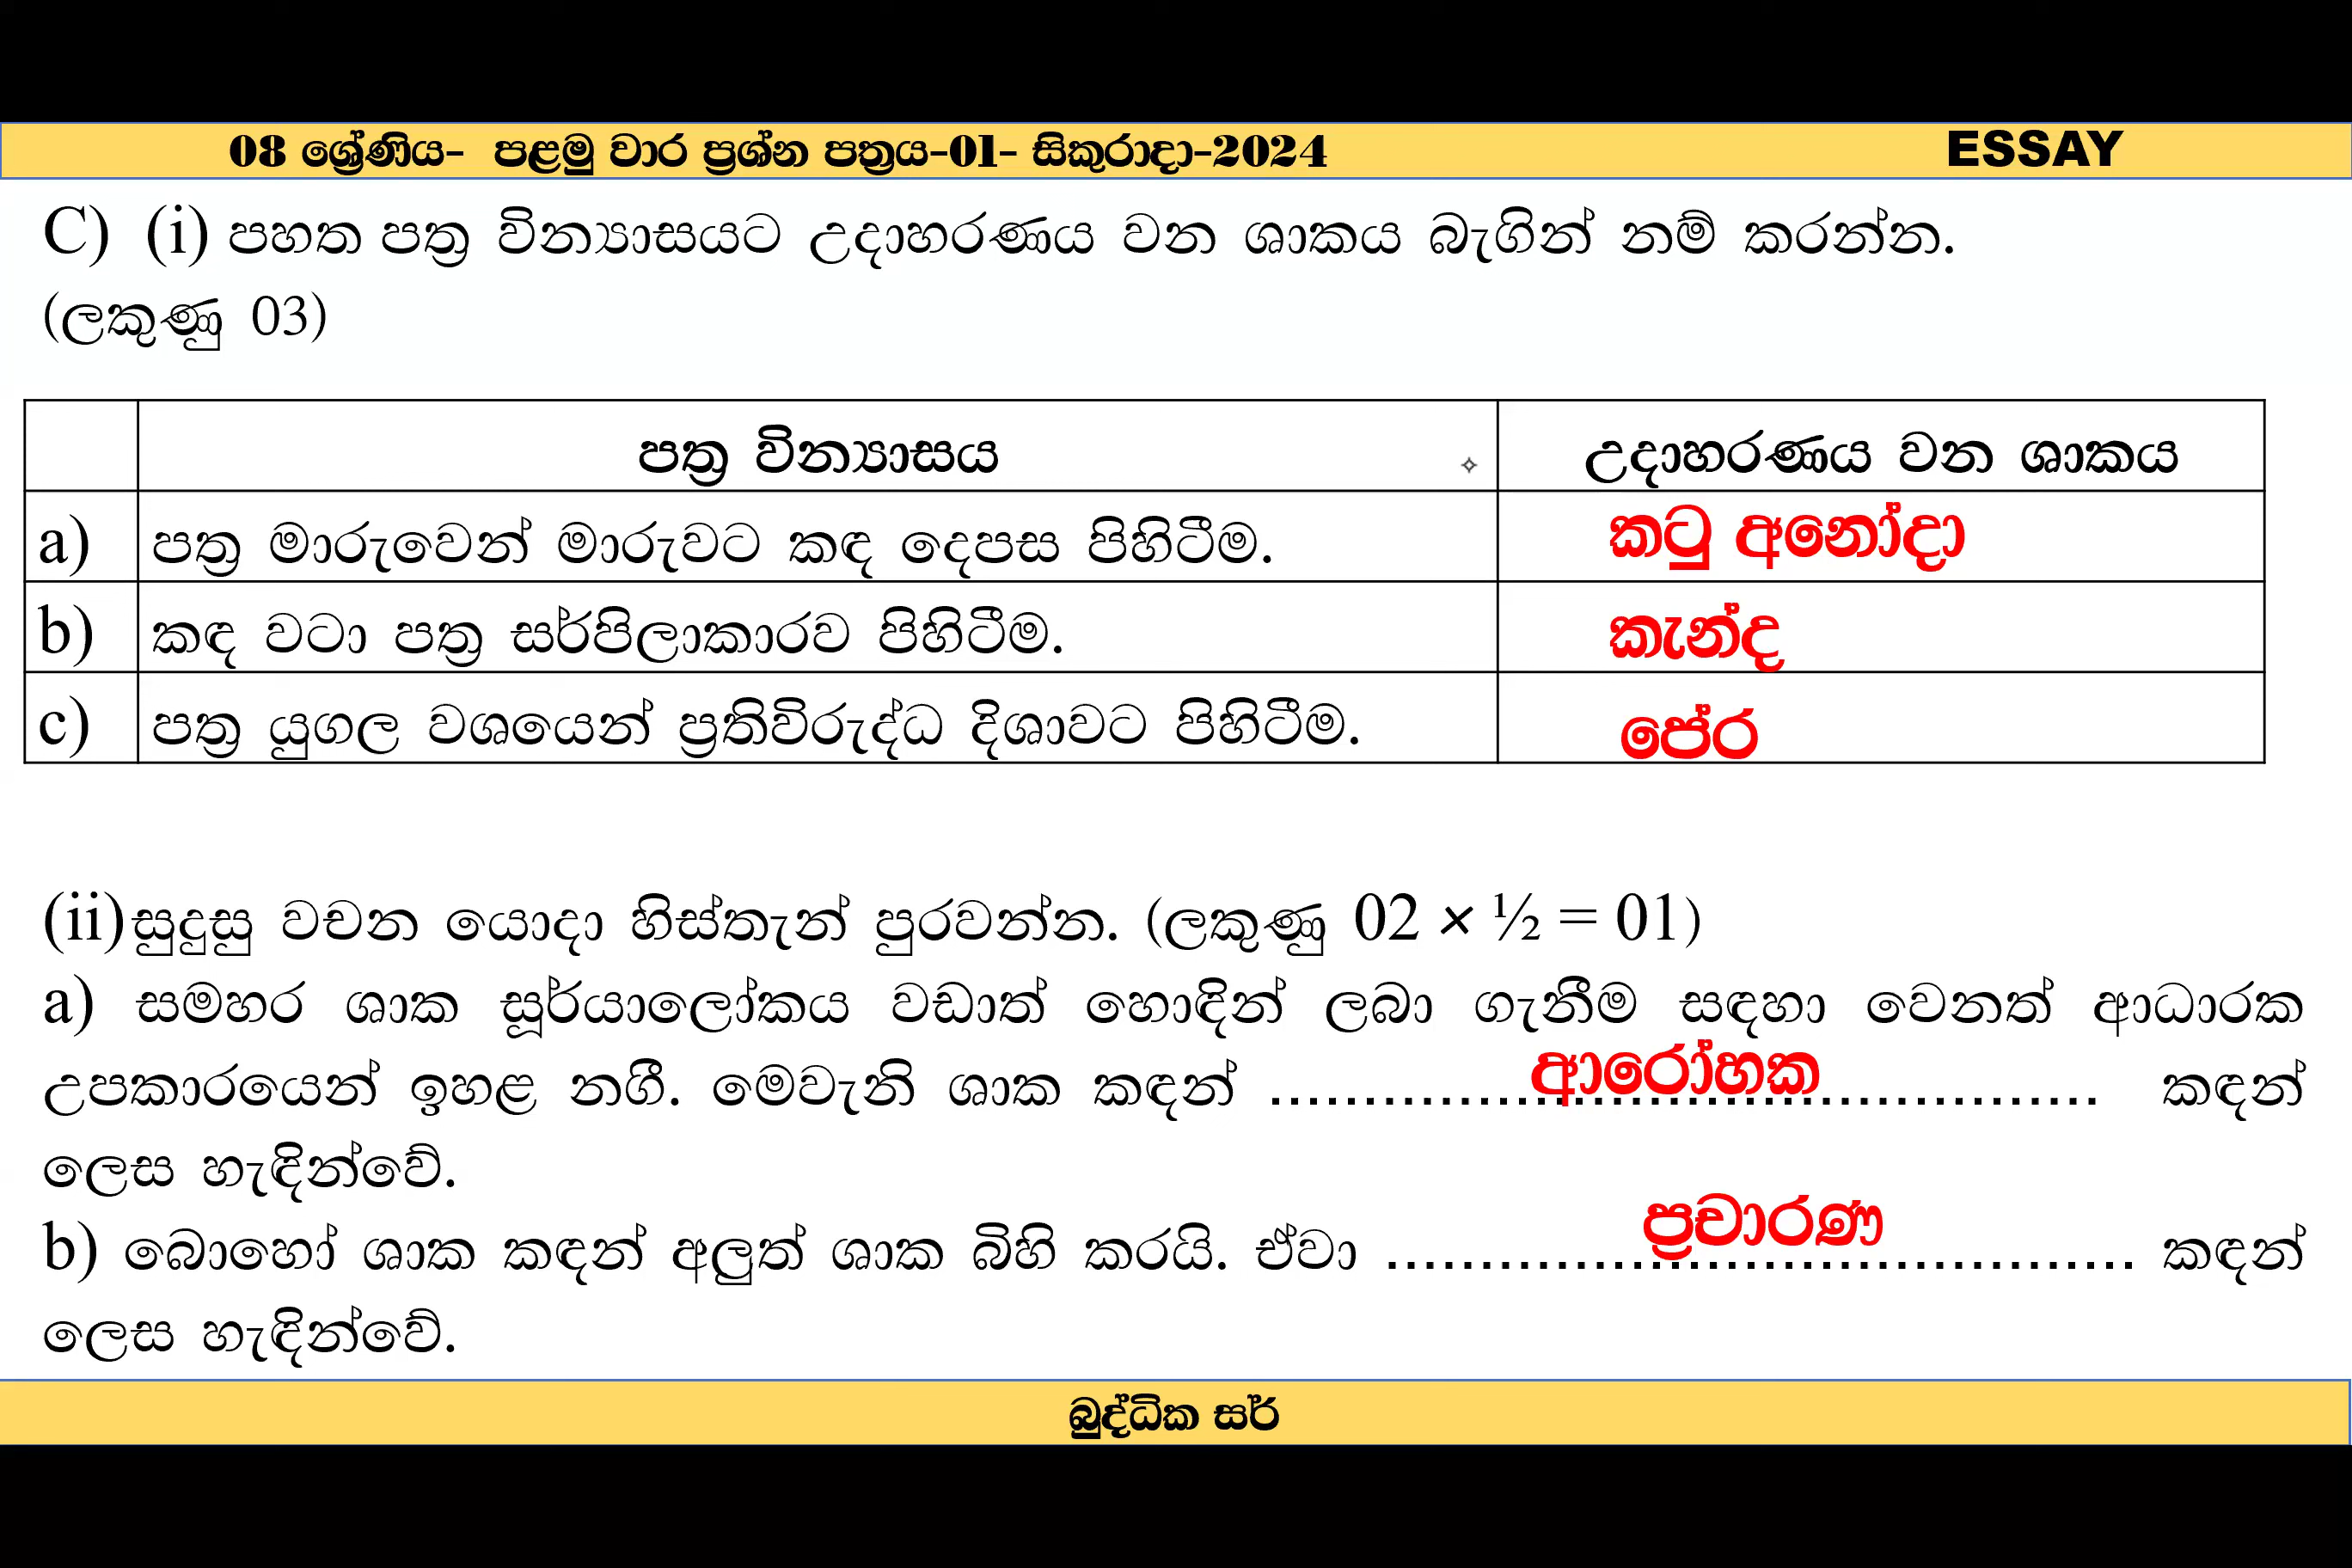 08 ශ්‍රේණිය- පළමු වාර ප්‍රශ්න පත්‍රය-01- සිකුරාදා-2024 ESSAY
C) (i) පහත පත්‍ර වින්‍යාසයට උදාහරණය වන ශාකය බැගින් නම් කරන්න.
(ලකුණු 03)
පත්‍ර වින්‍යාසය උදාහරණය වන ශාකය
a) පත්‍ර මාරුවෙන් මාරුවට කඳ දෙපස පිහිටීම. කටු අනෝදා
b) කඳ වටා පත්‍ර සර්පිලාකාරව පිහිටීම. කැන්ද
c) පත්‍ර යුගල වශයෙන් ප්‍රතිවිරුද්ධ දිශාවට පිහිටීම. පේර
(ii) සුදුසු වචන යොදා හිස්තැන් පුරවන්න. (ලකුණු 02 × ½ = 01)
a) සමහර ශාක සූර්යාලෝකය වඩාත් හොඳින් ලබා ගැනීම සඳහා වෙනත් ආධාරක
උපකාරයෙන් ඉහළ නගී. මෙවැනි ශාක කඳන් ........ ආරෝහක ........ කඳන්
ලෙස හැඳින්වේ.
b) බොහෝ ශාක කඳන් අලුත් ශාක බිහි කරයි. ඒවා ........ ප්‍රචාරණ ........ කඳන්
ලෙස හැඳින්වේ.
බුද්ධික සර්